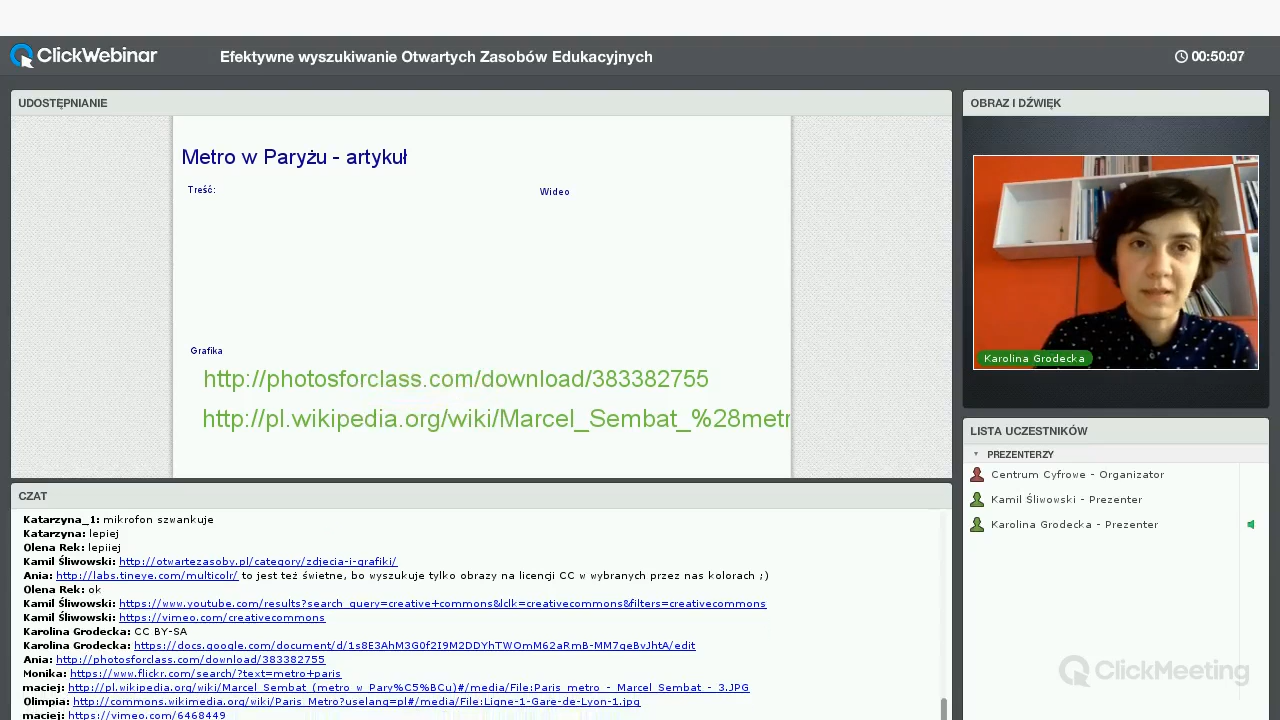 ClickWebinar
Efektywne wyszukiwanie Otwartych Zasobów Edukacyjnych
00:50:07
UDOSTĘPNIANIE
Metro w Paryżu - artykuł
Treść:
Wideo
Grafika
http://photosforclass.com/download/383382755
http://pl.wikipedia.org/wiki/Marcel_Sembat_%28metr
OBRAZ I DŹWIĘK
Karolina Grodecka
LISTA UCZESTNIKÓW
PREZENTERZY
Centrum Cyfrowe - Organizator
Kamil Śliwowski - Prezenter
Karolina Grodecka - Prezenter
CZAT
Katarzyna_1: mikrofon szwankuje
Katarzyna: lepiej
Olena Rek: lepiiej
Kamil Śliwowski: http://otwartezasoby.pl/category/zdjecia-i-grafiki/
Ania: http://labs.tineye.com/multicolr/ to jest też świetne, bo wyszukuje tylko obrazy na licencji CC w wybranych przez nas kolorach ;)
Olena Rek: ok
Kamil Śliwowski: https://www.youtube.com/results?search_query=creative+commons&lclk=creativecommons&filters=creativecommons
Kamil Śliwowski: https://vimeo.com/creativecommons
Karolina Grodecka: CC BY-SA
Karolina Grodecka: https://docs.google.com/document/d/1s8E3AhM3G0f2I9M2DDYhTWOmM62aRmB-MM7qeBvJhtA/edit
Ania: http://photosforclass.com/download/383382755
Monika: https://www.flickr.com/search/?text=metro+paris
maciej: http://pl.wikipedia.org/wiki/Marcel_Sembat_(metro_w_Pary%C5%BCu)#/media/File:Paris_metro_-_Marcel_Sembat_-_3.JPG
Olimpia: http://commons.wikimedia.org/wiki/Paris_Metro?uselang=pl#/media/File:Ligne-1-Gare-de-Lyon-1.jpg
maciej: https://vimeo.com/6468449
ClickMeeting